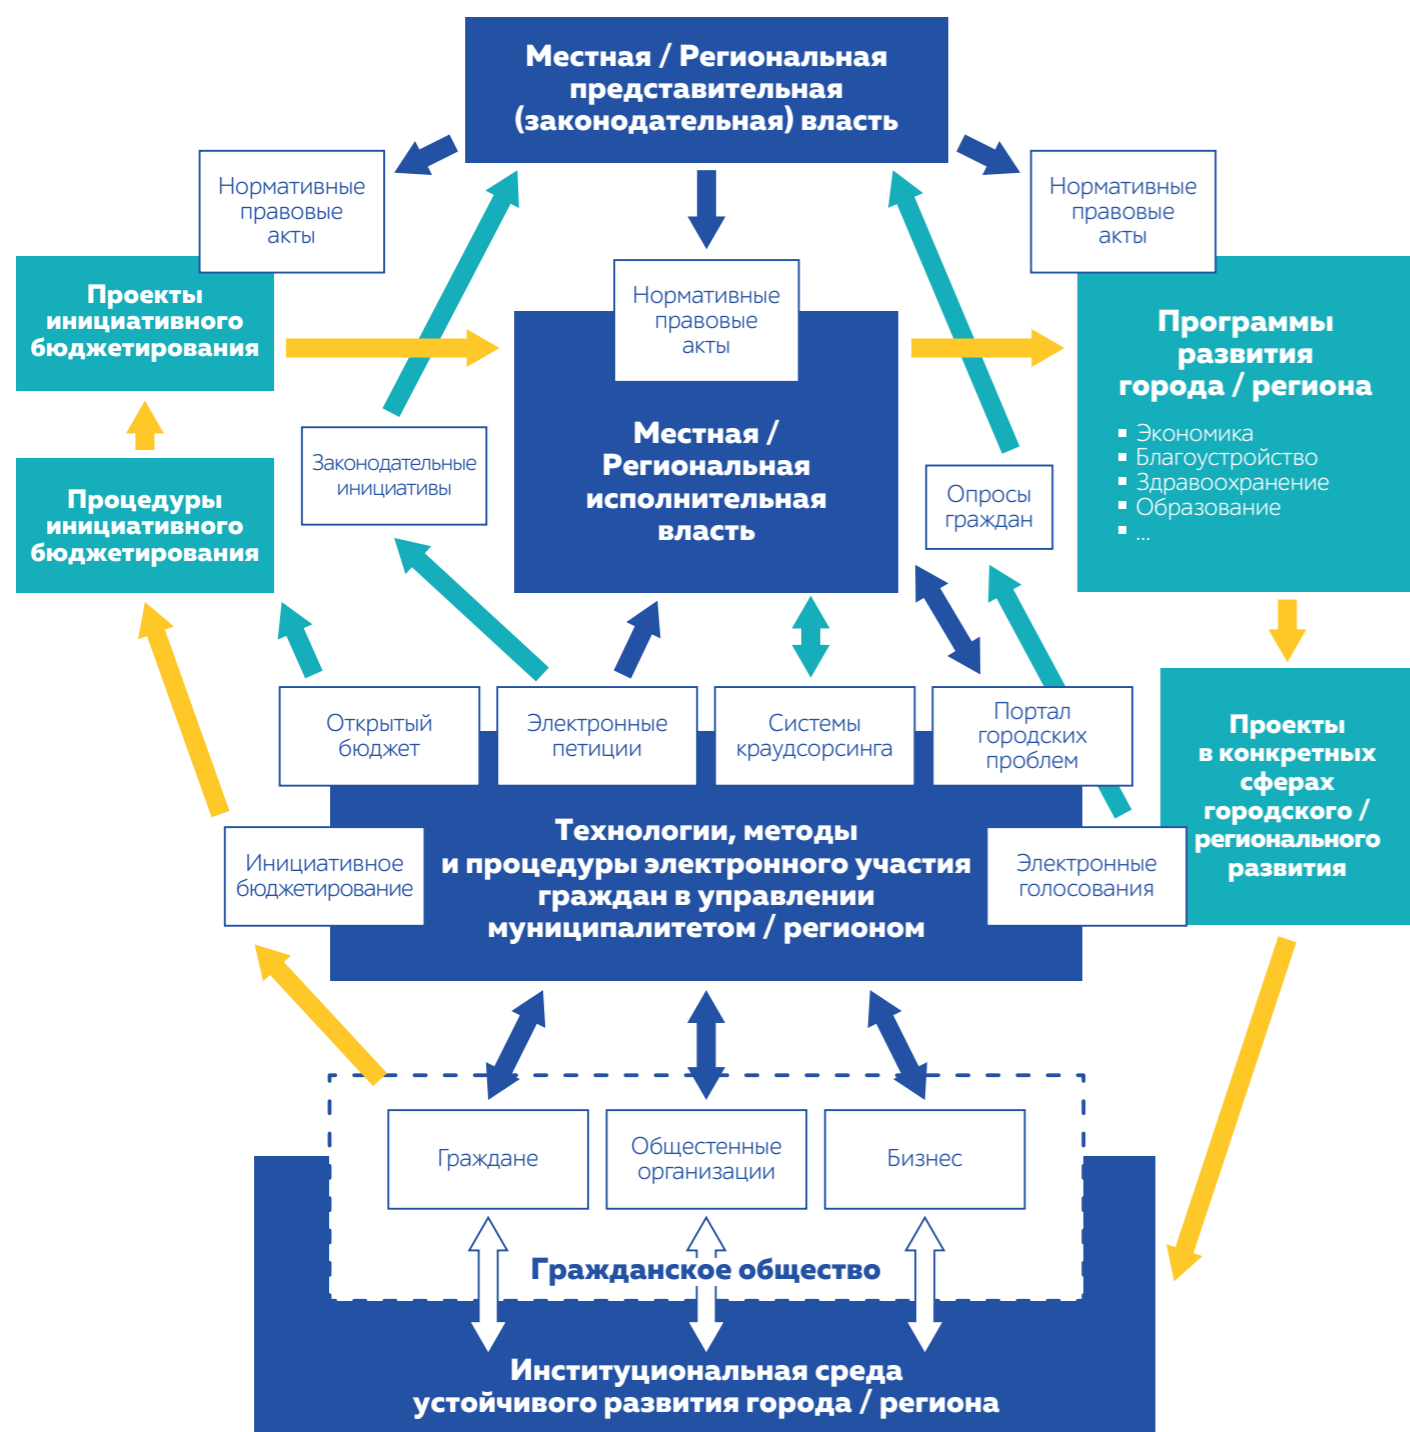 Местная / Региональная
представительная
(законодательная) власть
Нормативные
правовые
акты
Нормативные
правовые
акты
Нормативные
правовые
акты
Проекты
инициативного
бюджетирования
Программы
развития
города / региона
Экономика
Благоустройство
Здравоохранение
Образование
...
Местная /
Региональная
исполнительная
власть
Законодательные
инициативы
Опросы
граждан
Процедуры
инициативного
бюджетирования
Открытый
бюджет
Электронные
петиции
Системы
краудсорсинга
Портал
городских
проблем
Проекты
в конкретных
сферах
городского /
регионального
развития
Технологии, методы
и процедуры электронного участия
граждан в управлении
муниципалитетом / регионом
Инициативное
бюджетирование
Электронные
голосования
Граждане
Общестенные
организации
Бизнес
Гражданское общество
Институциональная среда
устойчивого развития города / региона